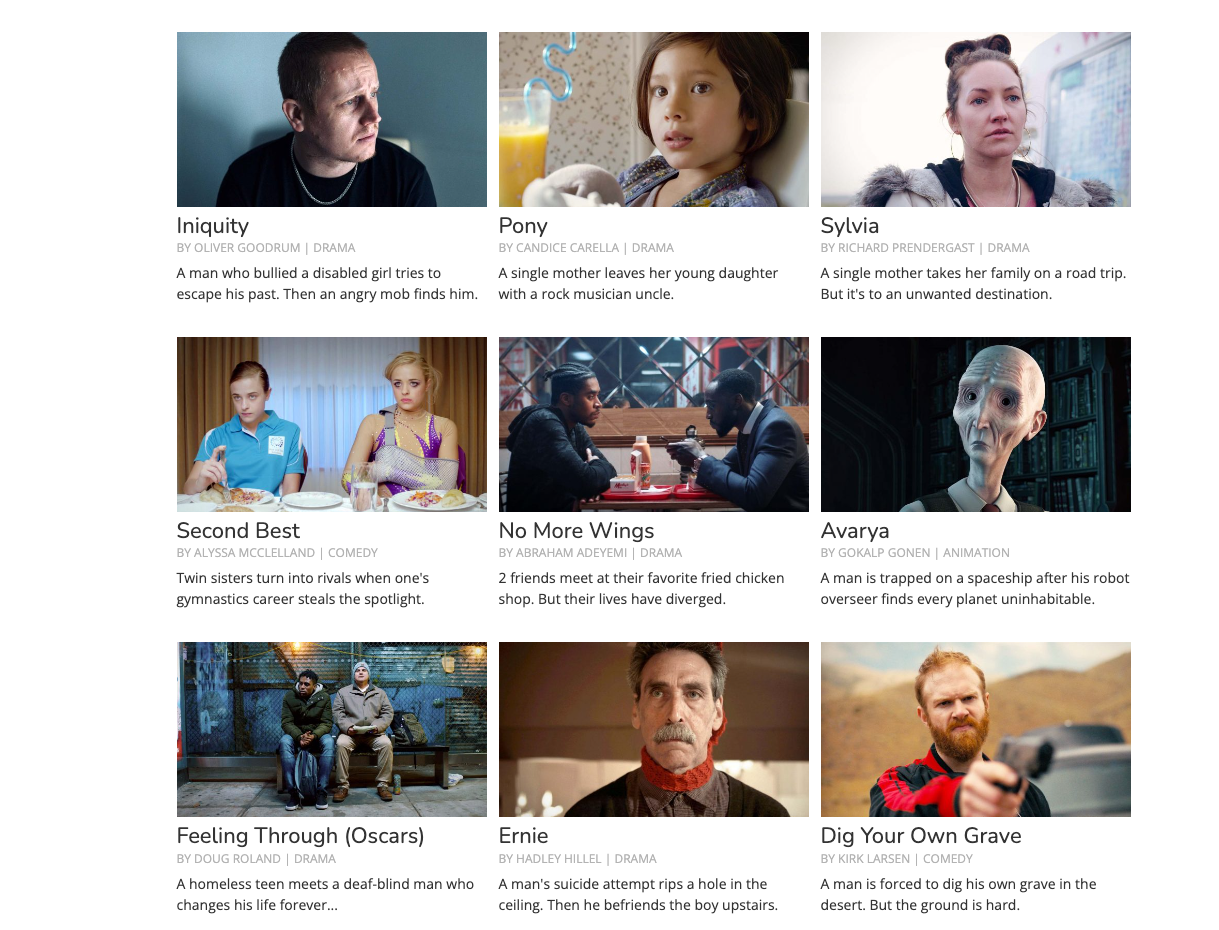 Iniquity
BY OLIVER GOODRUM | DRAMA
A man who bullied a disabled girl tries to
escape his past. Then an angry mob finds him.
Pony
BY CANDICE CARELLA | DRAMA
A single mother leaves her young daughter
with a rock musician uncle.
Sylvia
BY RICHARD PRENDERGAST | DRAMA
A single mother takes her family on a road trip.
But it's to an unwanted destination.
Second Best
BY ALYSSA MCCLELLAND | COMEDY
Twin sisters turn into rivals when one's
gymnastics career steals the spotlight.
No More Wings
BY ABRAHAM ADEYEMI | DRAMA
2 friends meet at their favorite fried chicken
shop. But their lives have diverged.
Avarya
BY GOKALP GONEN | ANIMATION
A man is trapped on a spaceship after his robot
overseer finds every planet uninhabitable.
Feeling Through (Oscars)
BY DOUG ROLAND | DRAMA
A homeless teen meets a deaf-blind man who
changes his life forever...
Ernie
BY HADLEY HILLEL | DRAMA
A man's suicide attempt rips a hole in the
ceiling. Then he befriends the boy upstairs.
Dig Your Own Grave
BY KIRK LARSEN | COMEDY
A man is forced to dig his own grave in the
desert. But the ground is hard.